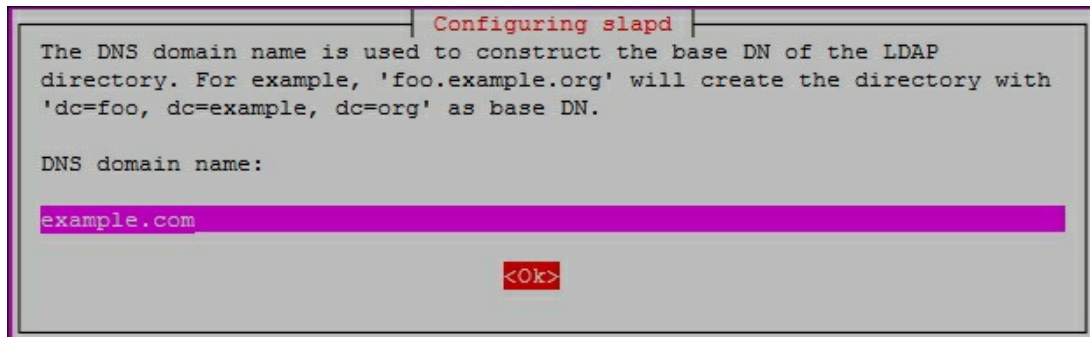 Configuring slapd
The DNS domain name is used to construct the base DN of the LDAP
directory. For example, 'foo.example.org' will create the directory with
'dc=foo, dc=example, dc=org' as base DN.
DNS domain name:
example.com
<Ok>